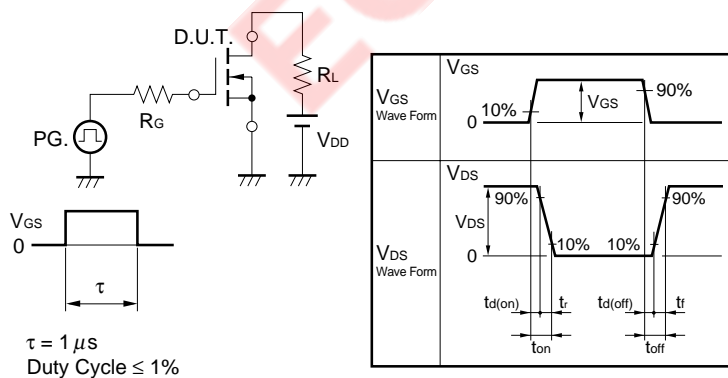 D.U.T.
RL
RG
PG.
VDD
VGS
0
τ
τ = 1 μs
Duty Cycle ≤ 1%
VGS
Wave Form
VGS
10%
90%
VGS
0
VDS
Wave Form
VDS
90%
90%
VDS
10%
10%
0
td(on)
tr
td(off)
tf
ton
toff